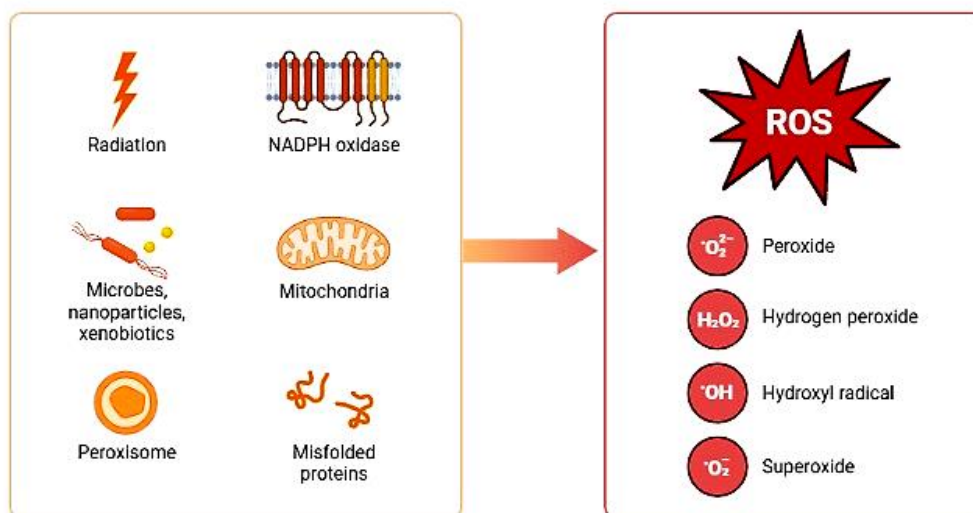 Radiation
NADPH oxidase
Microbes,
nanoparticles,
xenobiotics
Mitochondria
Peroxisome
Misfolded
proteins
ROS
•O₂²⁻ Peroxide
H₂O₂ Hydrogen peroxide
•OH Hydroxyl radical
•O₂⁻ Superoxide